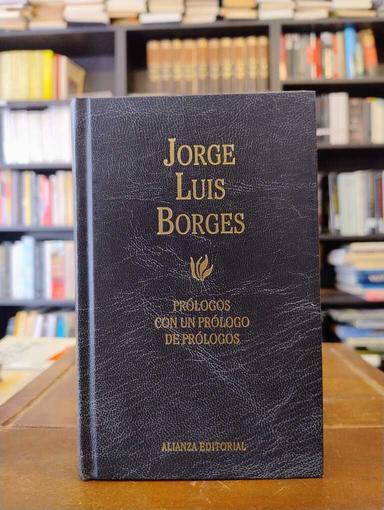 JORGE
LUIS
BORGES
PRÓLOGOS
CON UN PRÓLOGO
DE PRÓLOGOS
ALIANZA EDITORIAL